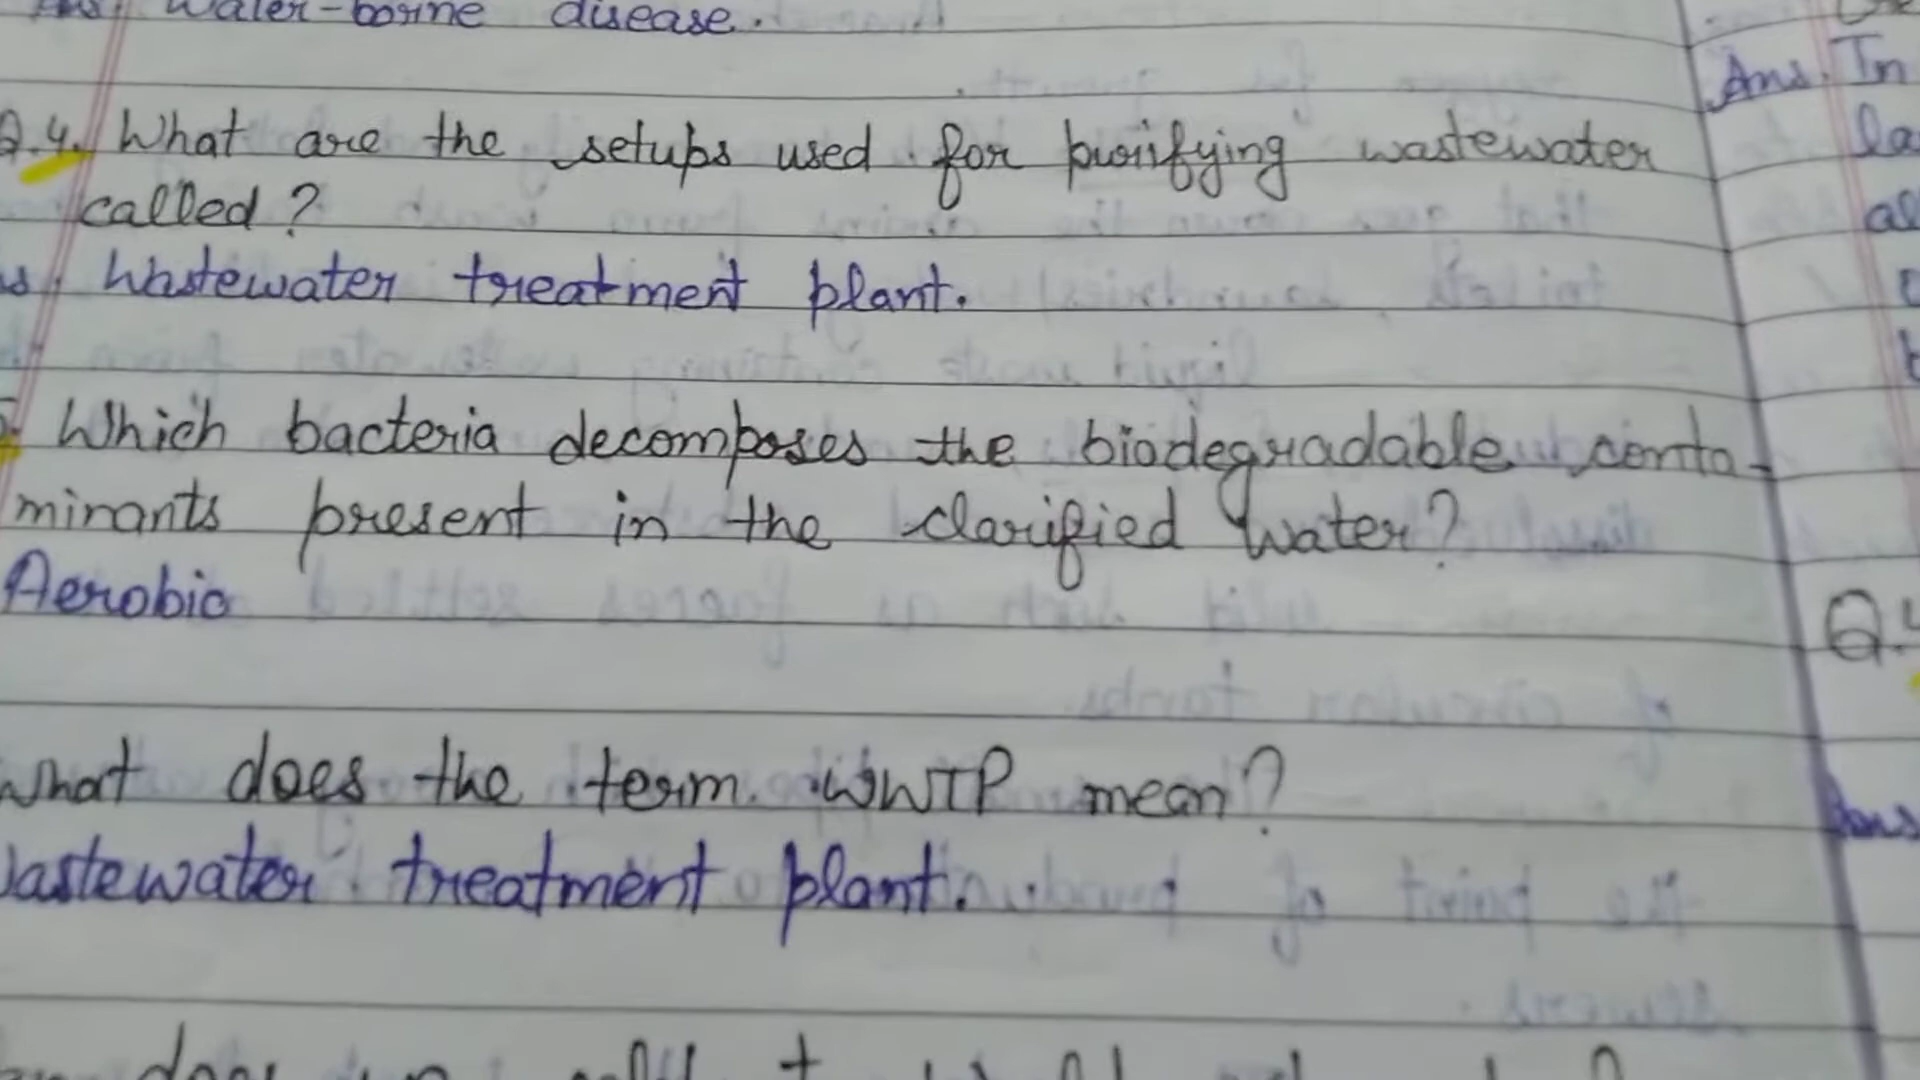 water-borne disease.
Q.4. What are the setups used for purifying wastewater
called?
wastewater treatment plant.
Which bacteria decomposes the biodegradable conta-
minants present in the clarified water?
Aerobic
What does the term WWTP mean?
Wastewater treatment plant.
Ans. In
Q.4
Ans